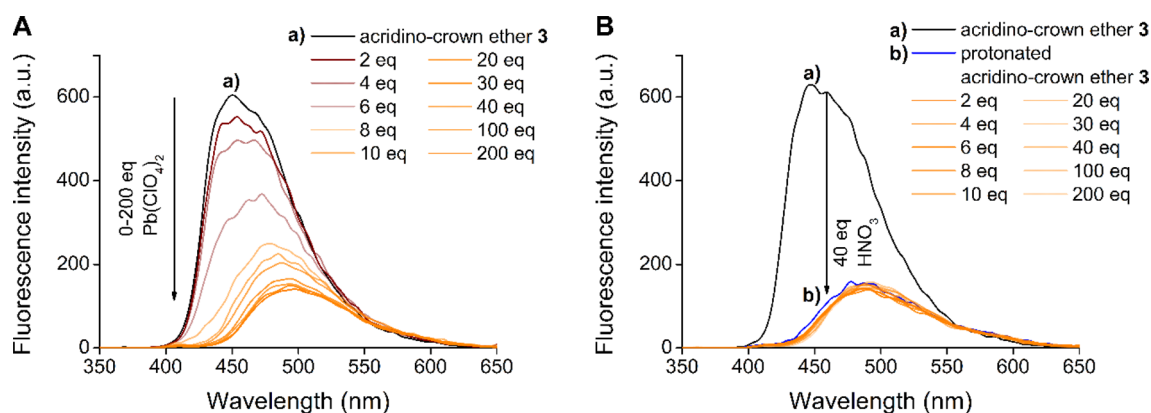 A
a) acridino-crown ether 3
2 eq 20 eq
4 eq 30 eq
6 eq 40 eq
8 eq 100 eq
10 eq 200 eq
a)
0-200 eq
Pb(ClO4)2
Fluorescence intensity (a.u.)
600
400
200
0
350 400 450 500 550 600 650
Wavelength (nm)
B
a) acridino-crown ether 3
b) protonated
acridino-crown ether 3
2 eq 20 eq
4 eq 30 eq
6 eq 40 eq
8 eq 100 eq
10 eq 200 eq
a)
40 eq
HNO3
b)
Fluorescence intensity (a.u.)
600
400
200
0
350 400 450 500 550 600 650
Wavelength (nm)